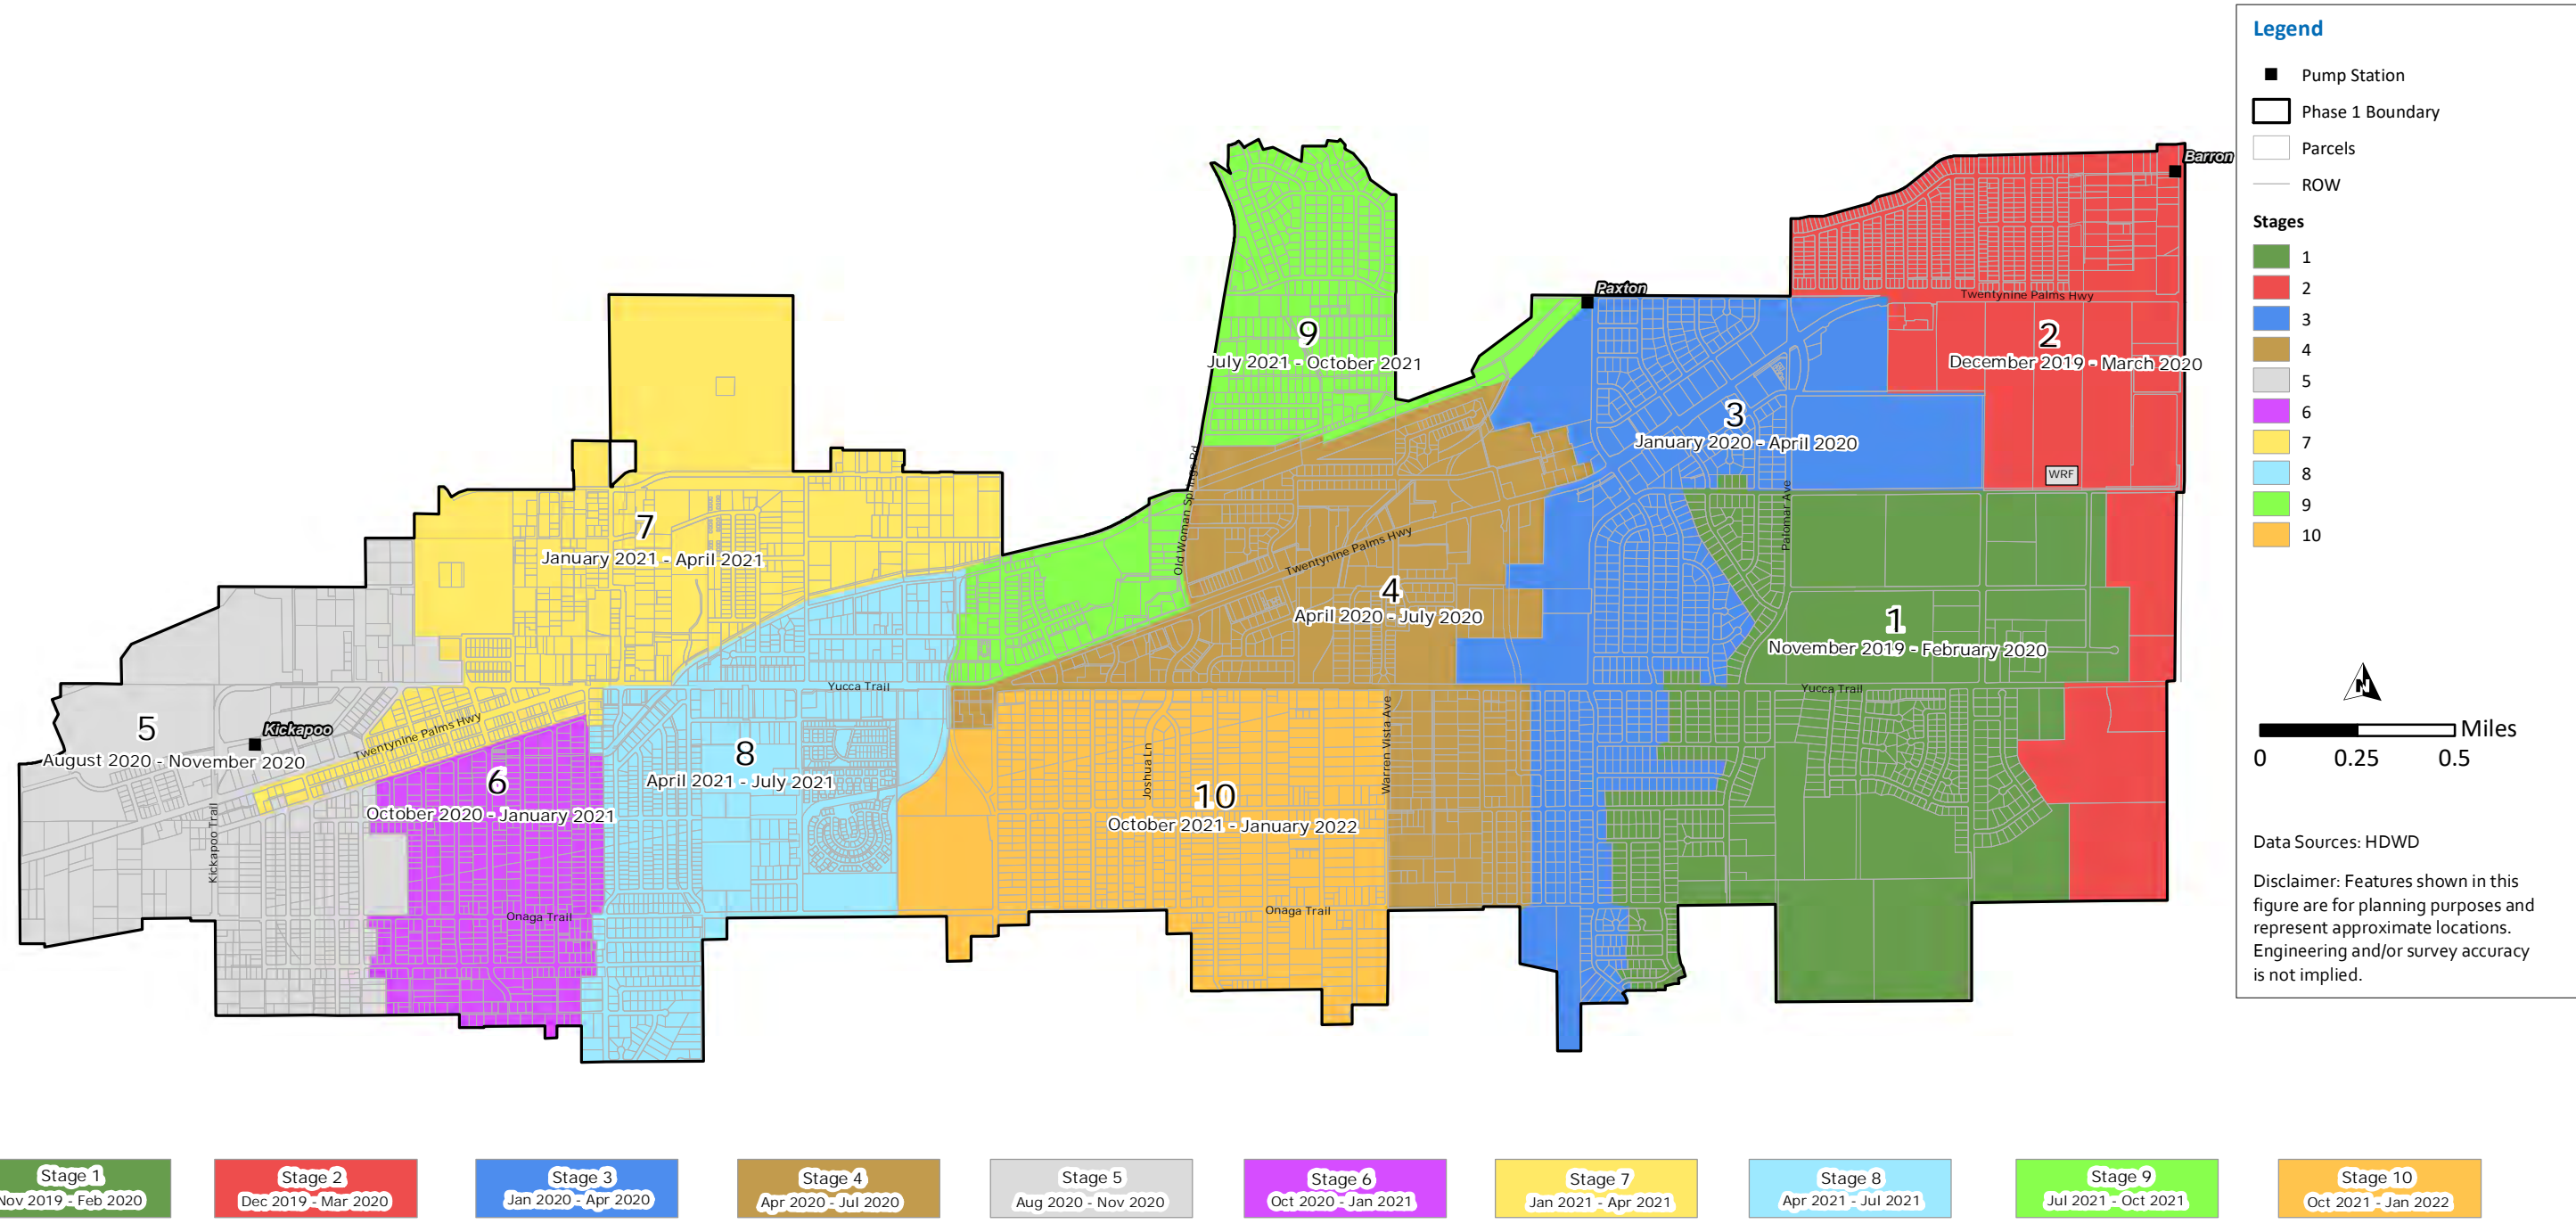 Legend
Pump Station
Phase 1 Boundary
Parcels
ROW
Stages
1
2
3
4
5
6
7
8
9
10
N
Miles
0 0.25 0.5
Data Sources: HDWD
Disclaimer: Features shown in this
figure are for planning purposes and
represent approximate locations.
Engineering and/or survey accuracy
is not implied.
Barron
Paxton
Twentynine Palms Hwy
9
July 2021 - October 2021
2
December 2019 - March 2020
3
January 2020 - April 2020
WRF
Old Woman Springs Rd
Palomar Ave
7
January 2021 - April 2021
Twentynine Palms Hwy
4
April 2020 - July 2020
1
November 2019 - February 2020
Yucca Trail
Yucca Trail
5
Kickapoo
August 2020 - November 2020
Twentynine Palms Hwy
8
April 2021 - July 2021
Joshua Ln
Warren Vista Ave
6
October 2020 - January 2021
10
October 2021 - January 2022
Kickapoo Trail
Onaga Trail
Onaga Trail
Stage 1
Nov 2019 - Feb 2020
Stage 2
Dec 2019 - Mar 2020
Stage 3
Jan 2020 - Apr 2020
Stage 4
Apr 2020 - Jul 2020
Stage 5
Aug 2020 - Nov 2020
Stage 6
Oct 2020 - Jan 2021
Stage 7
Jan 2021 - Apr 2021
Stage 8
Apr 2021 - Jul 2021
Stage 9
Jul 2021 - Oct 2021
Stage 10
Oct 2021 - Jan 2022